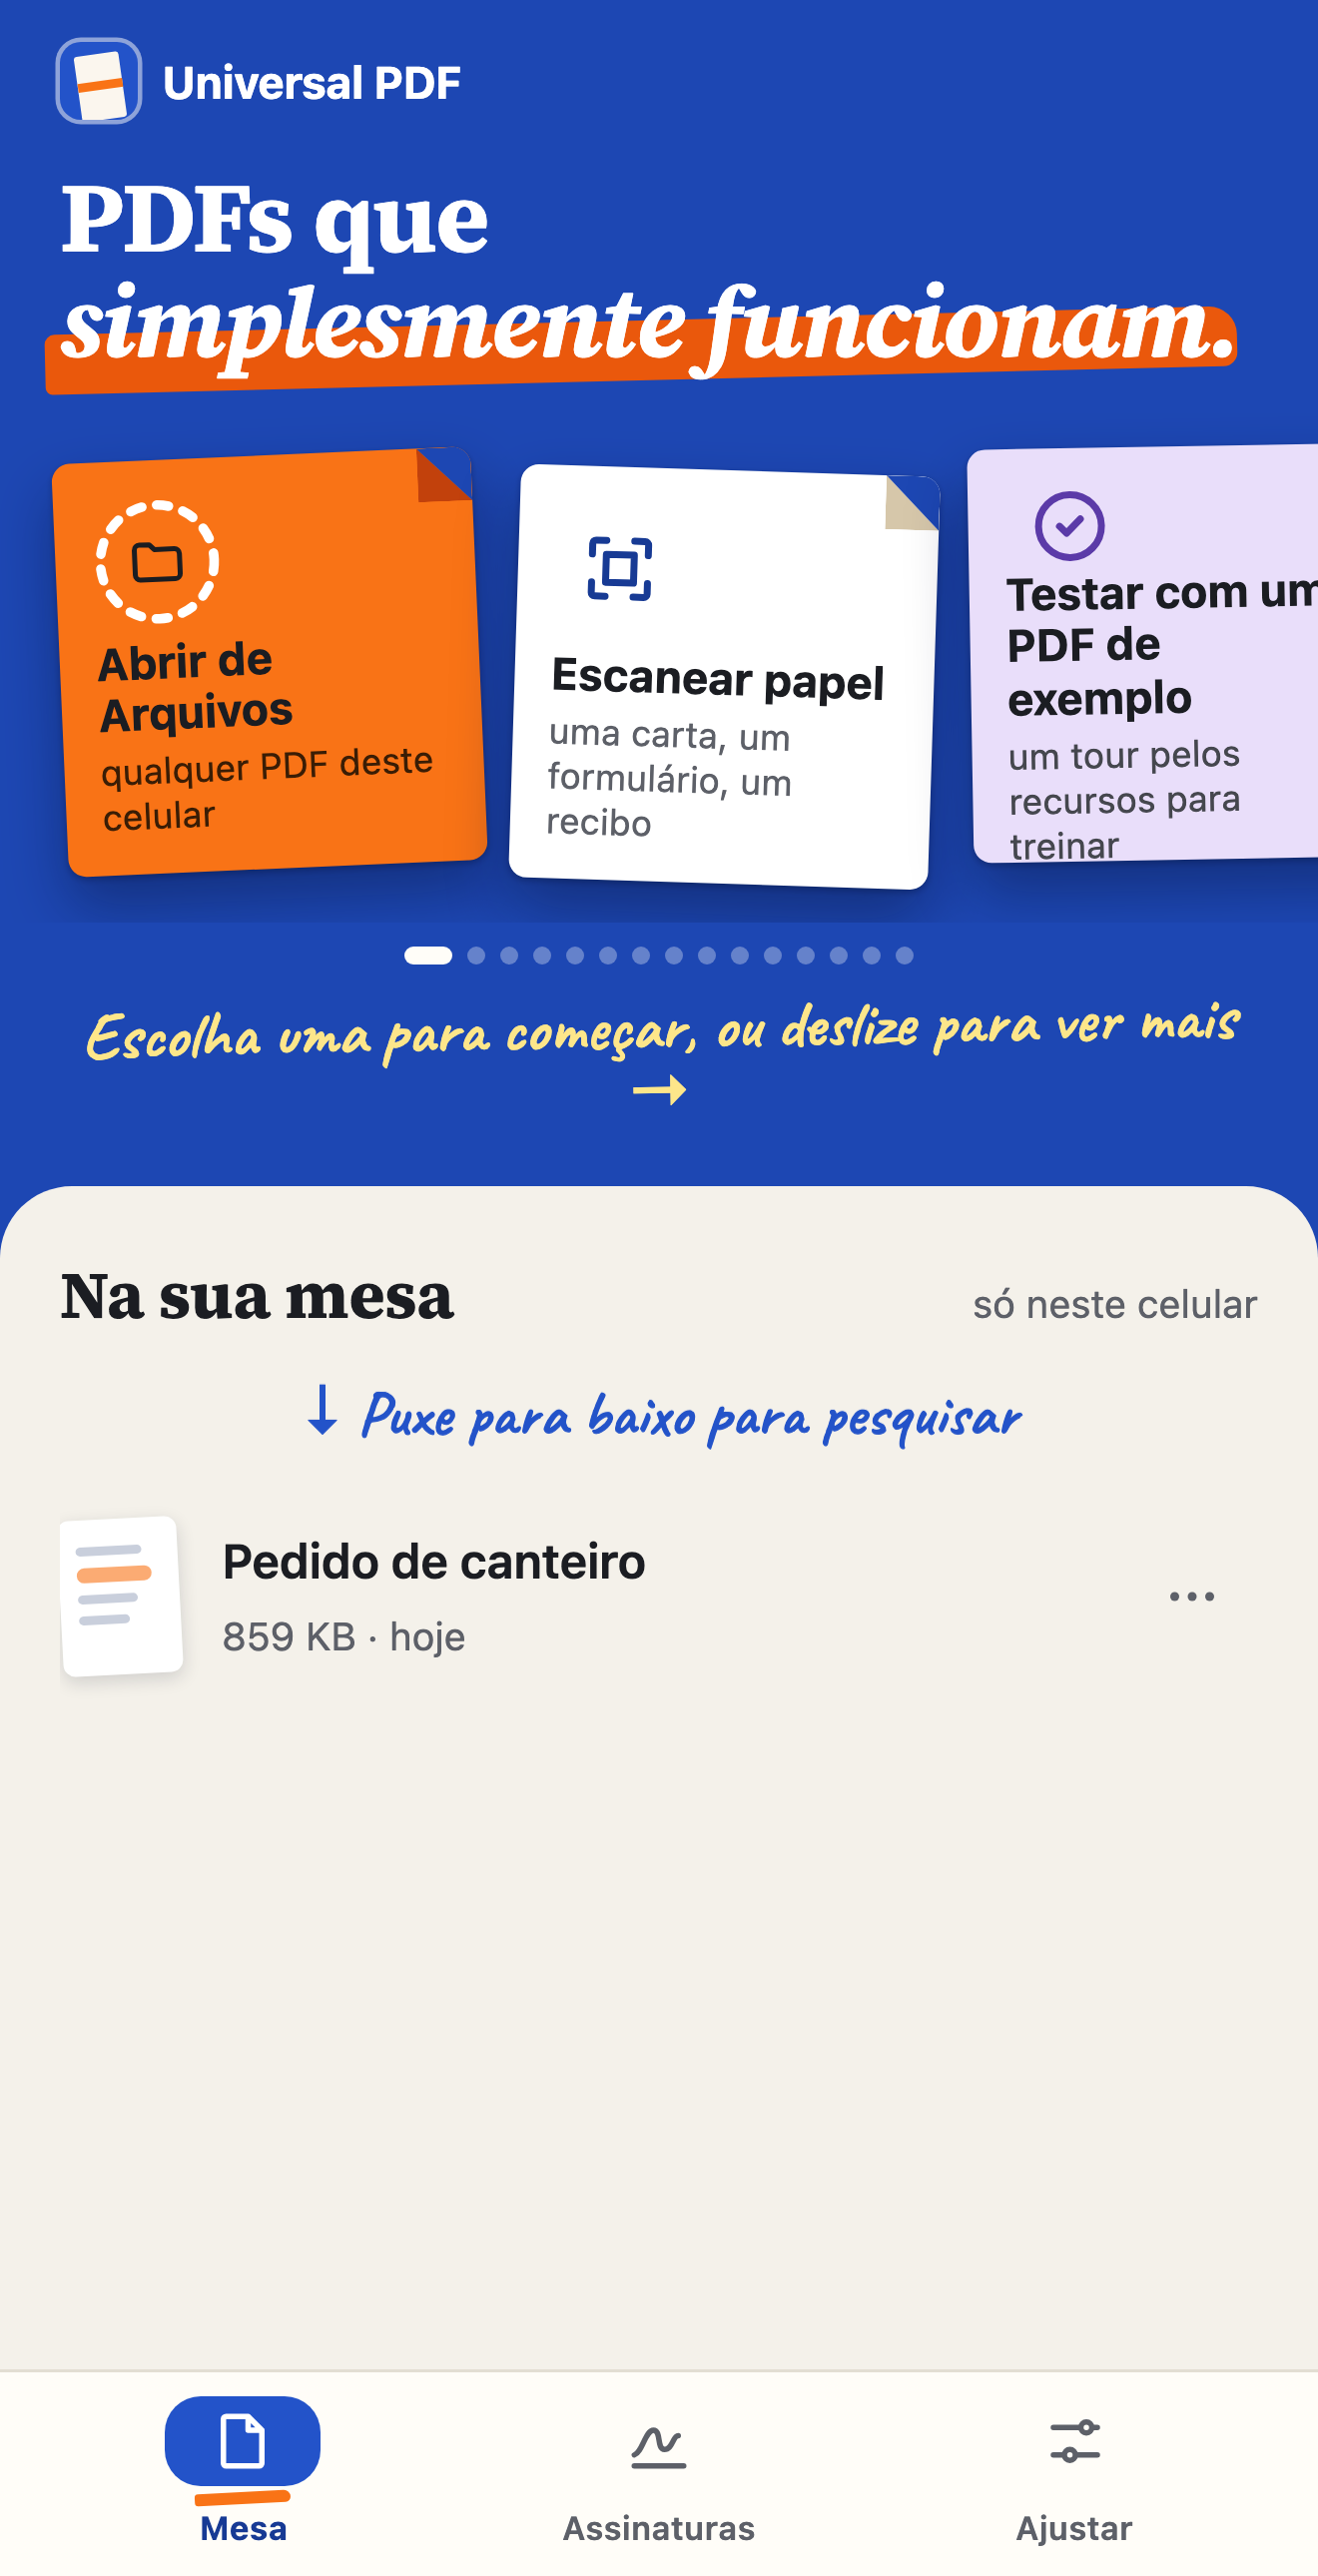 Universal PDF
PDFs que
simplesmente funcionam.
Abrir de
Arquivos
qualquer PDF deste
celular
Escanear papel
uma carta, um
formulário, um
recibo
Testar com um
PDF de
exemplo
um tour pelos
recursos para
treinar
Escolha uma para começar, ou deslize para ver mais
→
Na sua mesa
só neste celular
↓ Puxe para baixo para pesquisar
Pedido de canteiro
859 KB · hoje
Mesa
Assinaturas
Ajustar